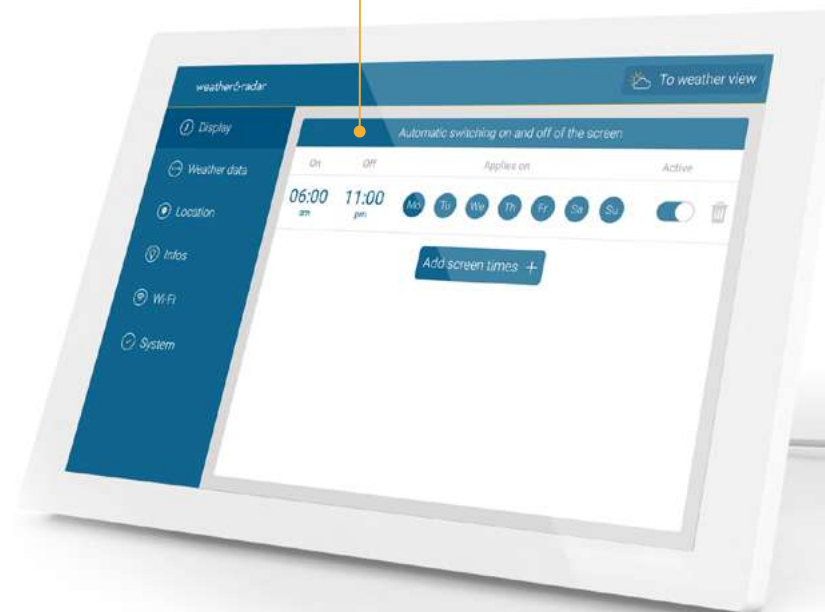 weather&radar
To weather view
Display
Weather data
Location
Infos
Wi-Fi
System
Automatic switching on and off of the screen
On Off Applies on Active
06:00 am 11:00 pm Mo Tu We Th Fr Sa Su
Add screen times +